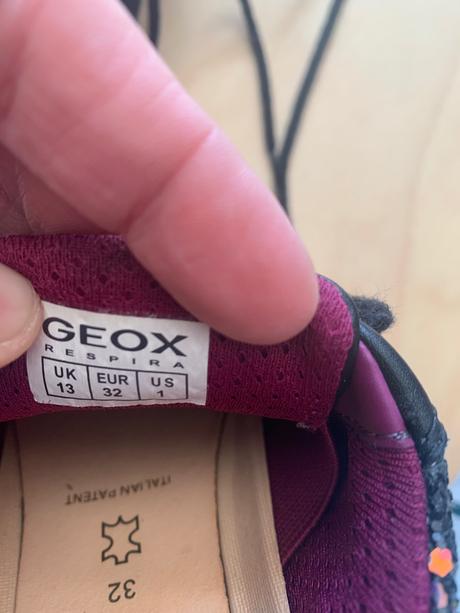 GEOX
RESPIRA
UK EUR US
13 32 1
ITALIAN PATENT
32